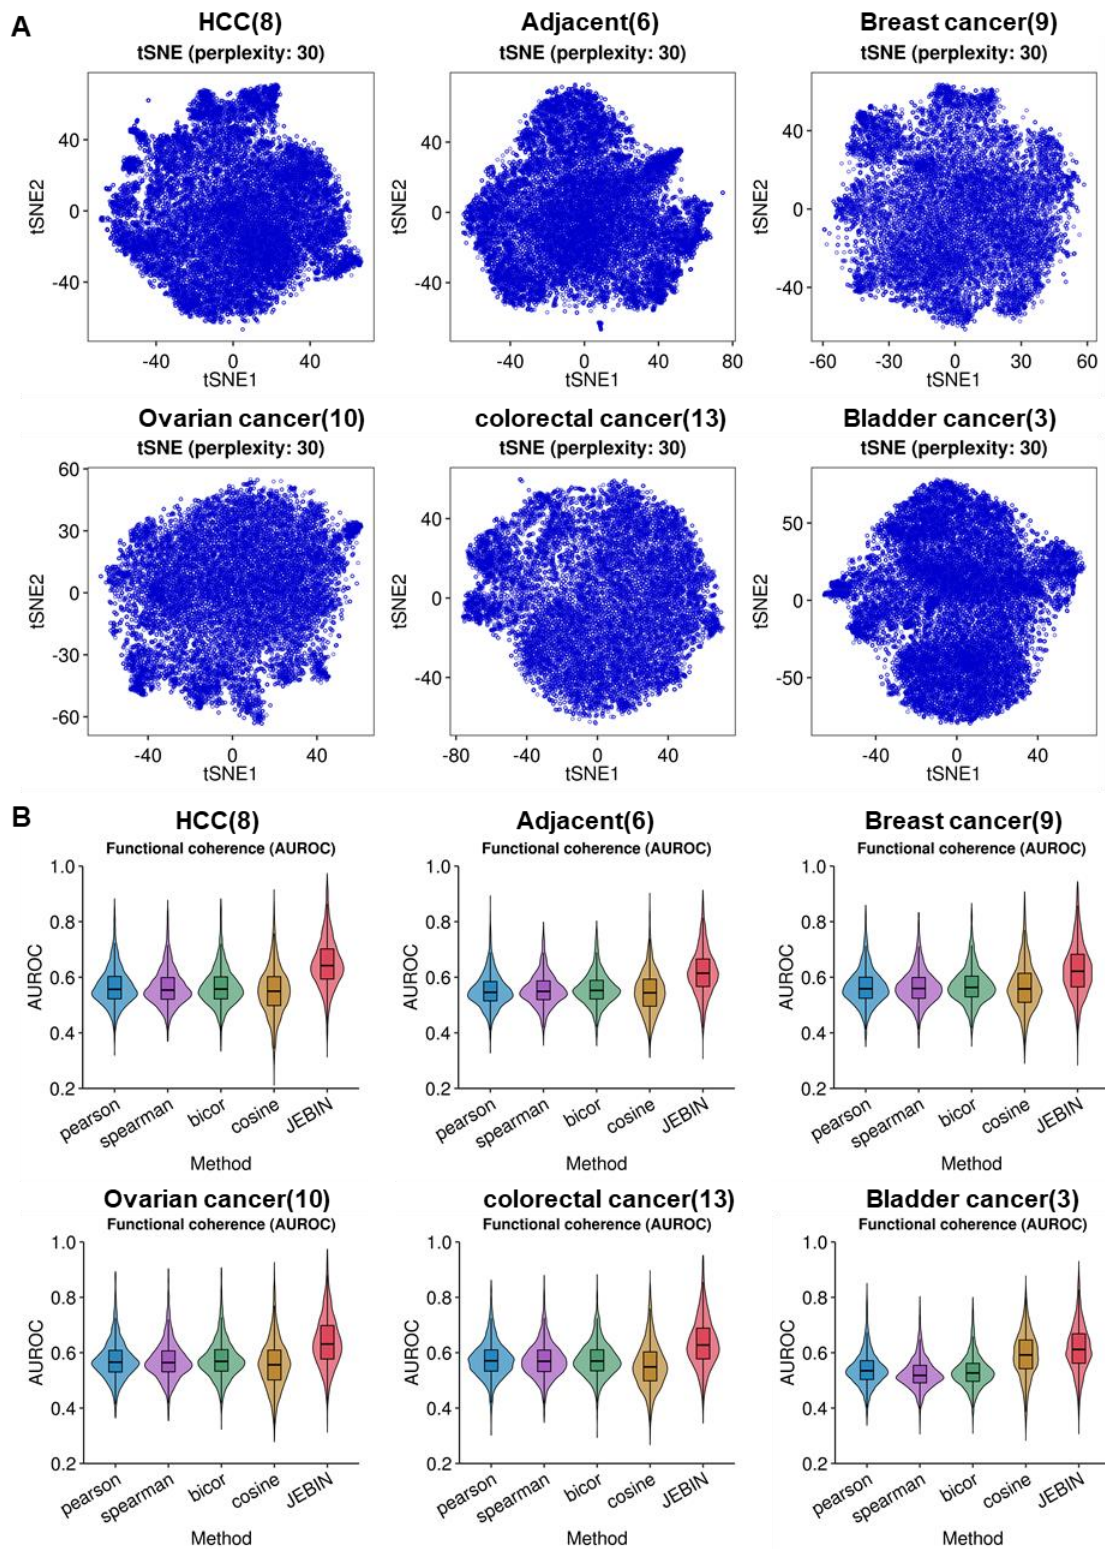 A
HCC(8)
tSNE (perplexity: 30)
tSNE2
40
0
-40
-40 0 40
tSNE1
Adjacent(6)
tSNE (perplexity: 30)
tSNE2
40
0
-40
-40 0 40 80
tSNE1
Breast cancer(9)
tSNE (perplexity: 30)
tSNE2
40
0
-40
-60 -30 0 30 60
tSNE1
Ovarian cancer(10)
tSNE (perplexity: 30)
tSNE2
60
30
0
-30
-60
-40 0 40
tSNE1
colorectal cancer(13)
tSNE (perplexity: 30)
tSNE2
40
0
-40
-80 -40 0 40
tSNE1
Bladder cancer(3)
tSNE (perplexity: 30)
tSNE2
50
0
-50
-40 0 40
tSNE1
B
HCC(8)
Functional coherence (AUROC)
AUROC
1.0
0.8
0.6
0.4
0.2
pearson spearman bicor cosine JEBIN
Method
Adjacent(6)
Functional coherence (AUROC)
AUROC
1.0
0.8
0.6
0.4
0.2
pearson spearman bicor cosine JEBIN
Method
Breast cancer(9)
Functional coherence (AUROC)
AUROC
1.0
0.8
0.6
0.4
0.2
pearson spearman bicor cosine JEBIN
Method
Ovarian cancer(10)
Functional coherence (AUROC)
AUROC
1.0
0.8
0.6
0.4
0.2
pearson spearman bicor cosine JEBIN
Method
colorectal cancer(13)
Functional coherence (AUROC)
AUROC
1.0
0.8
0.6
0.4
0.2
pearson spearman bicor cosine JEBIN
Method
Bladder cancer(3)
Functional coherence (AUROC)
AUROC
1.0
0.8
0.6
0.4
0.2
pearson spearman bicor cosine JEBIN
Method